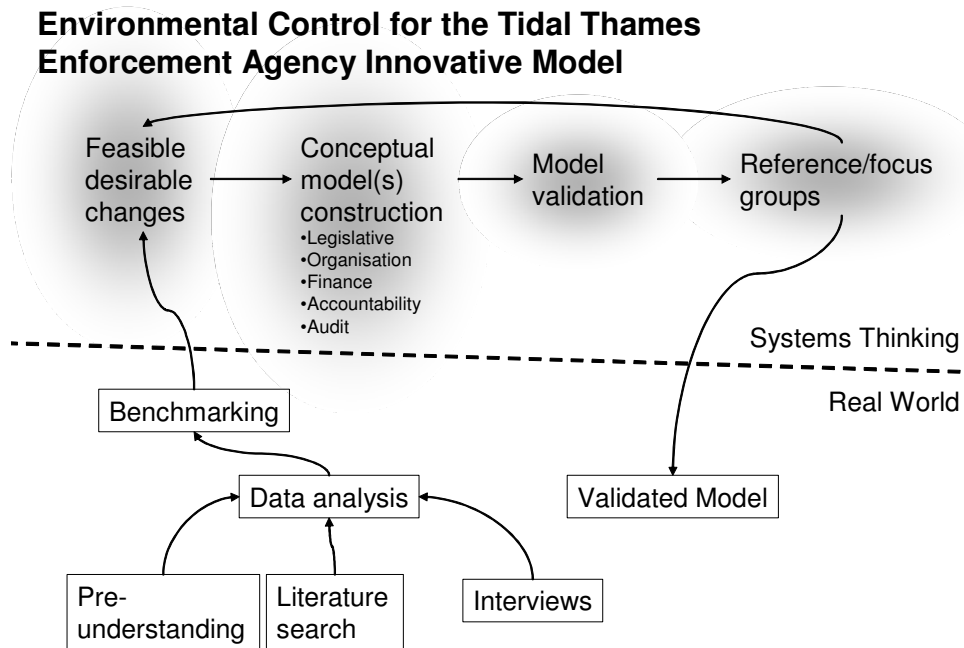 Environmental Control for the Tidal Thames
Enforcement Agency Innovative Model
Feasible
desirable
changes
Conceptual
model(s)
construction
•Legislative
•Organisation
•Finance
•Accountability
•Audit
Model
validation
Reference/focus
groups
Systems Thinking
Real World
Benchmarking
Data analysis
Validated Model
Pre-
understanding
Literature
search
Interviews